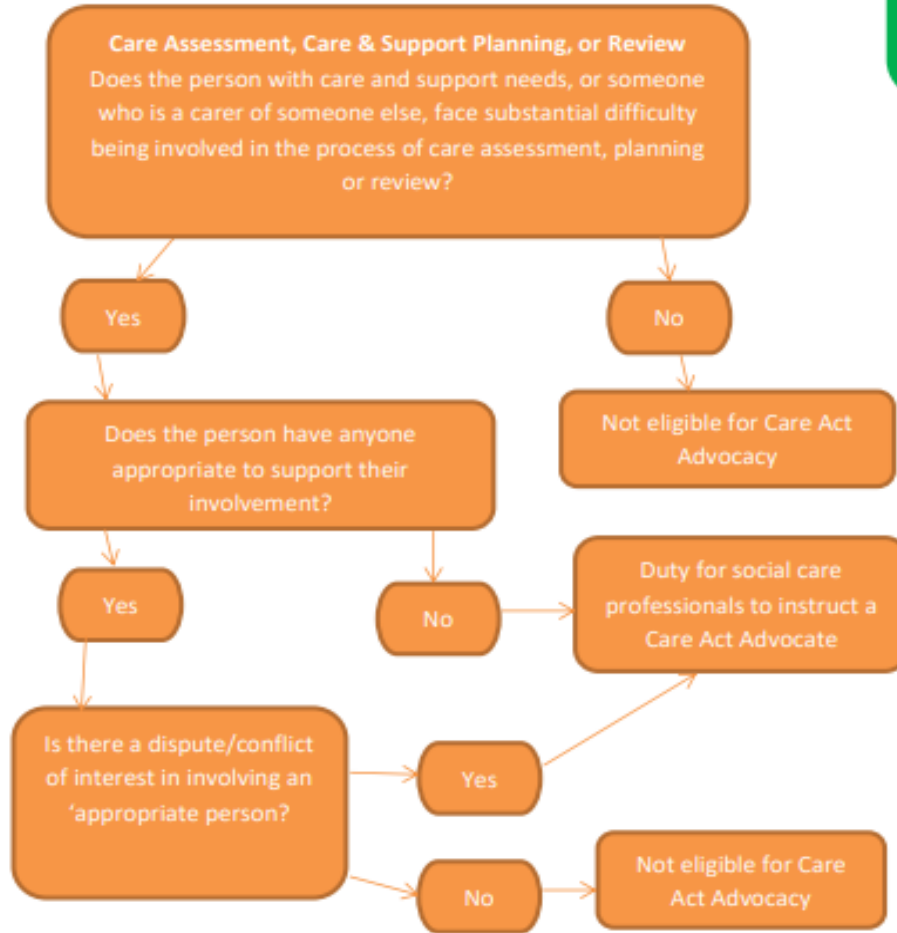 Care Assessment, Care & Support Planning, or Review
Does the person with care and support needs, or someone
who is a carer of someone else, face substantial difficulty
being involved in the process of care assessment, planning
or review?
Yes
No
Does the person have anyone
appropriate to support their
involvement?
Not eligible for Care Act
Advocacy
Yes
No
Duty for social care
professionals to instruct a
Care Act Advocate
Is there a dispute/conflict
of interest in involving an
‘appropriate person?
Yes
No
Not eligible for Care
Act Advocacy